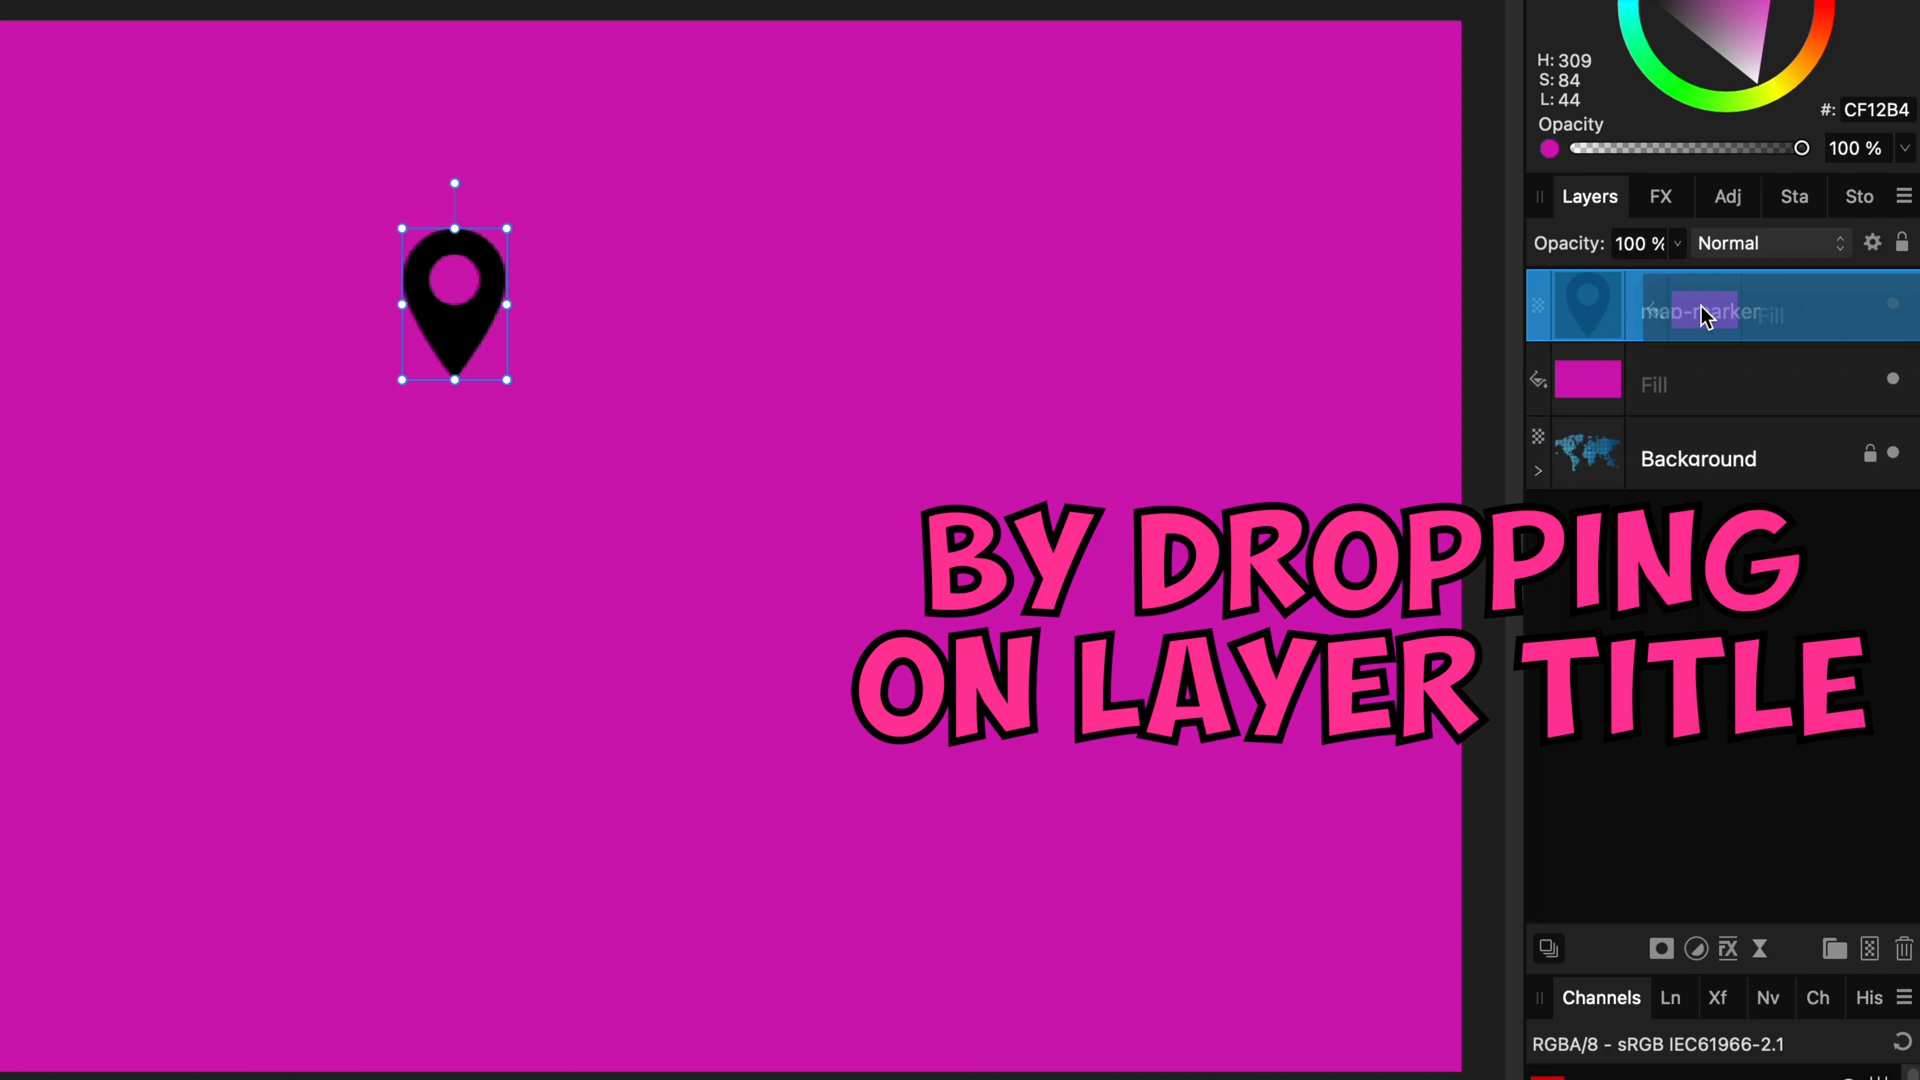 H: 309
S: 84
L: 44
#: CF12B4
Opacity
100 %
Layers FX Adj Sta Sto
Opacity: 100 % Normal
map-marker
Fill
Fill
Background
BY DROPPING
ON LAYER TITLE
FX
Channels Ln Xf Nv Ch His
RGBA/8 - sRGB IEC61966-2.1